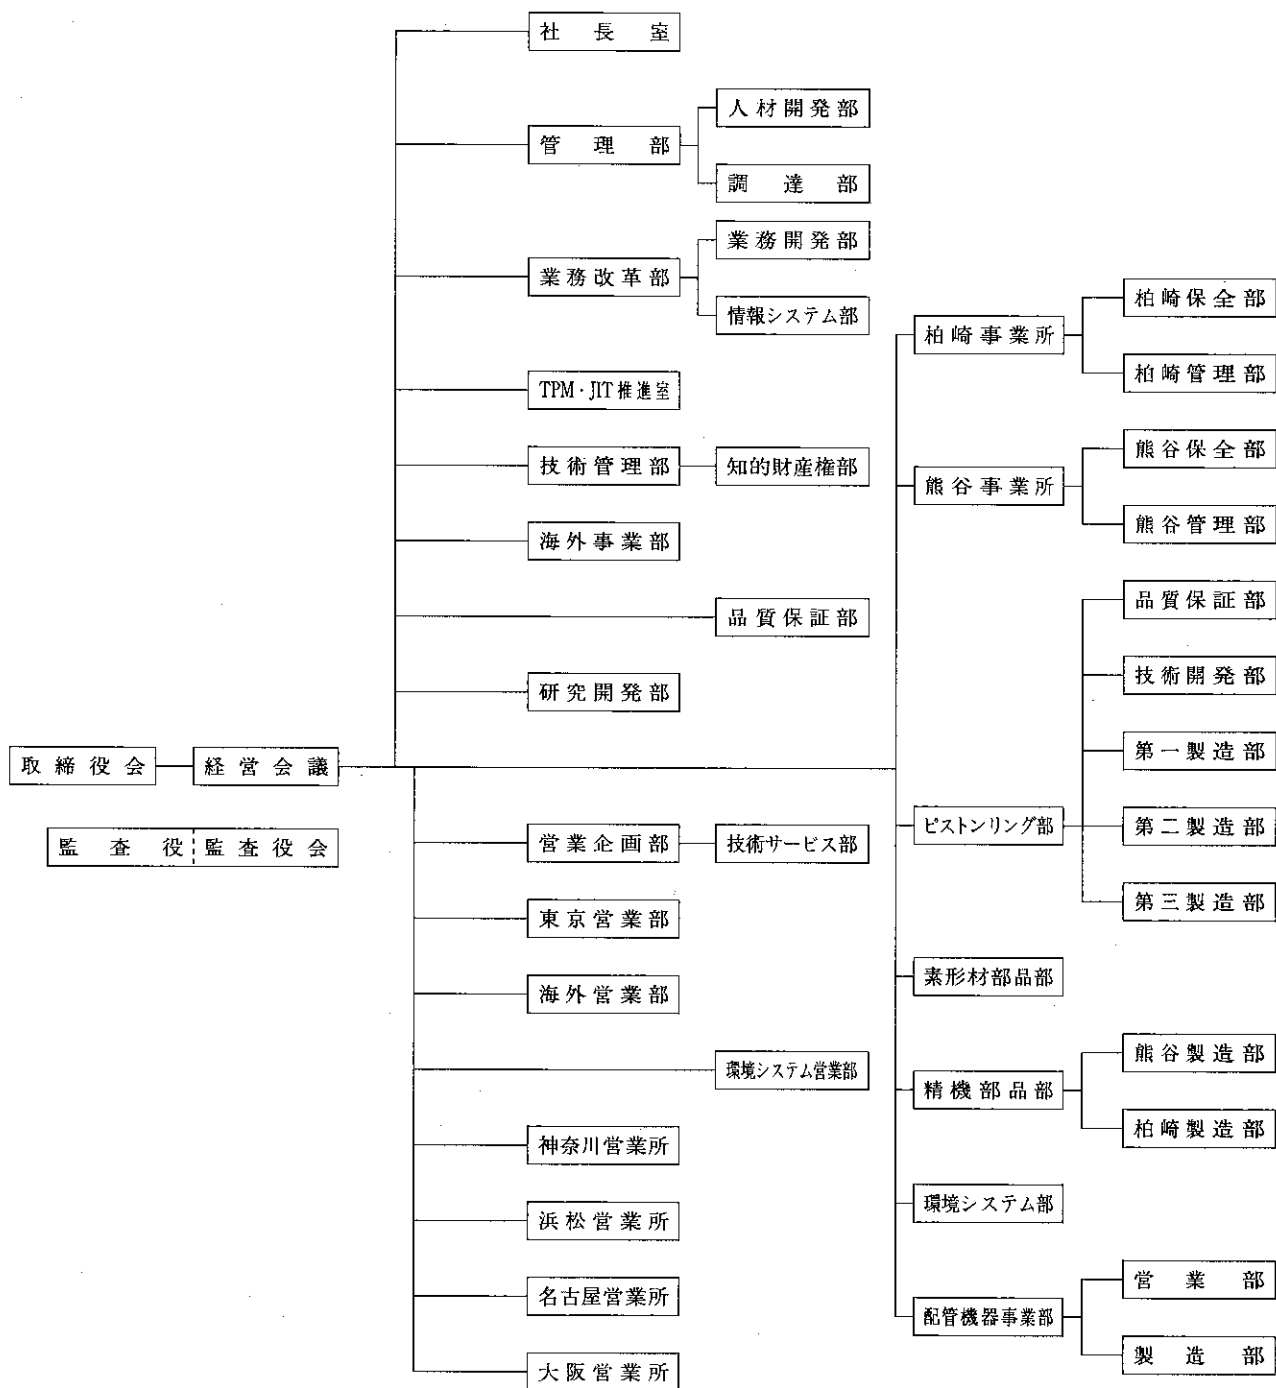 社長室
管理部
人材開発部
調達部
業務改革部
業務開発部
情報システム部
TPM・JIT推進室
技術管理部
知的財産権部
海外事業部
品質保証部
研究開発部
取締役会
経営会議
監査役
監査役会
営業企画部
技術サービス部
東京営業部
海外営業部
環境システム営業部
神奈川営業所
浜松営業所
名古屋営業所
大阪営業所
柏崎事業所
柏崎保全部
柏崎管理部
熊谷事業所
熊谷保全部
熊谷管理部
ピストンリング部
品質保証部
技術開発部
第一製造部
第二製造部
第三製造部
素形材部品部
精機部品部
熊谷製造部
柏崎製造部
環境システム部
配管機器事業部
営業部
製造部